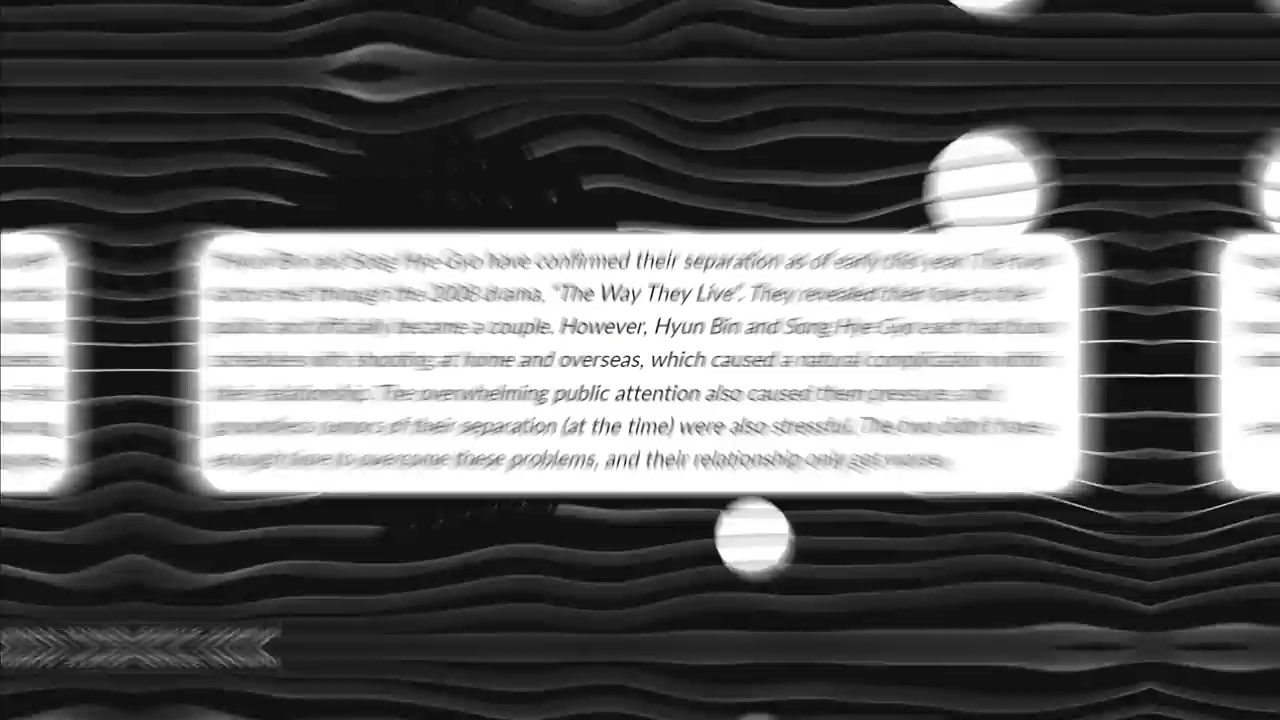 Hyun Bin and Song Hye Gyo have confirmed their separation as of early this year. The two
actors met through the 2008 drama, "The Way They Live". They revealed their love to the
public and officially became a couple. However, Hyun Bin and Song Hye Gyo each had busy
schedules with shooting at home and overseas, which caused a natural complication within
their relationship. The overwhelming public attention also caused them pressure, and
groundless rumors of their separation (at the time) were also stressful. The two didn't have
enough time to overcome these problems, and their relationship only got worse.